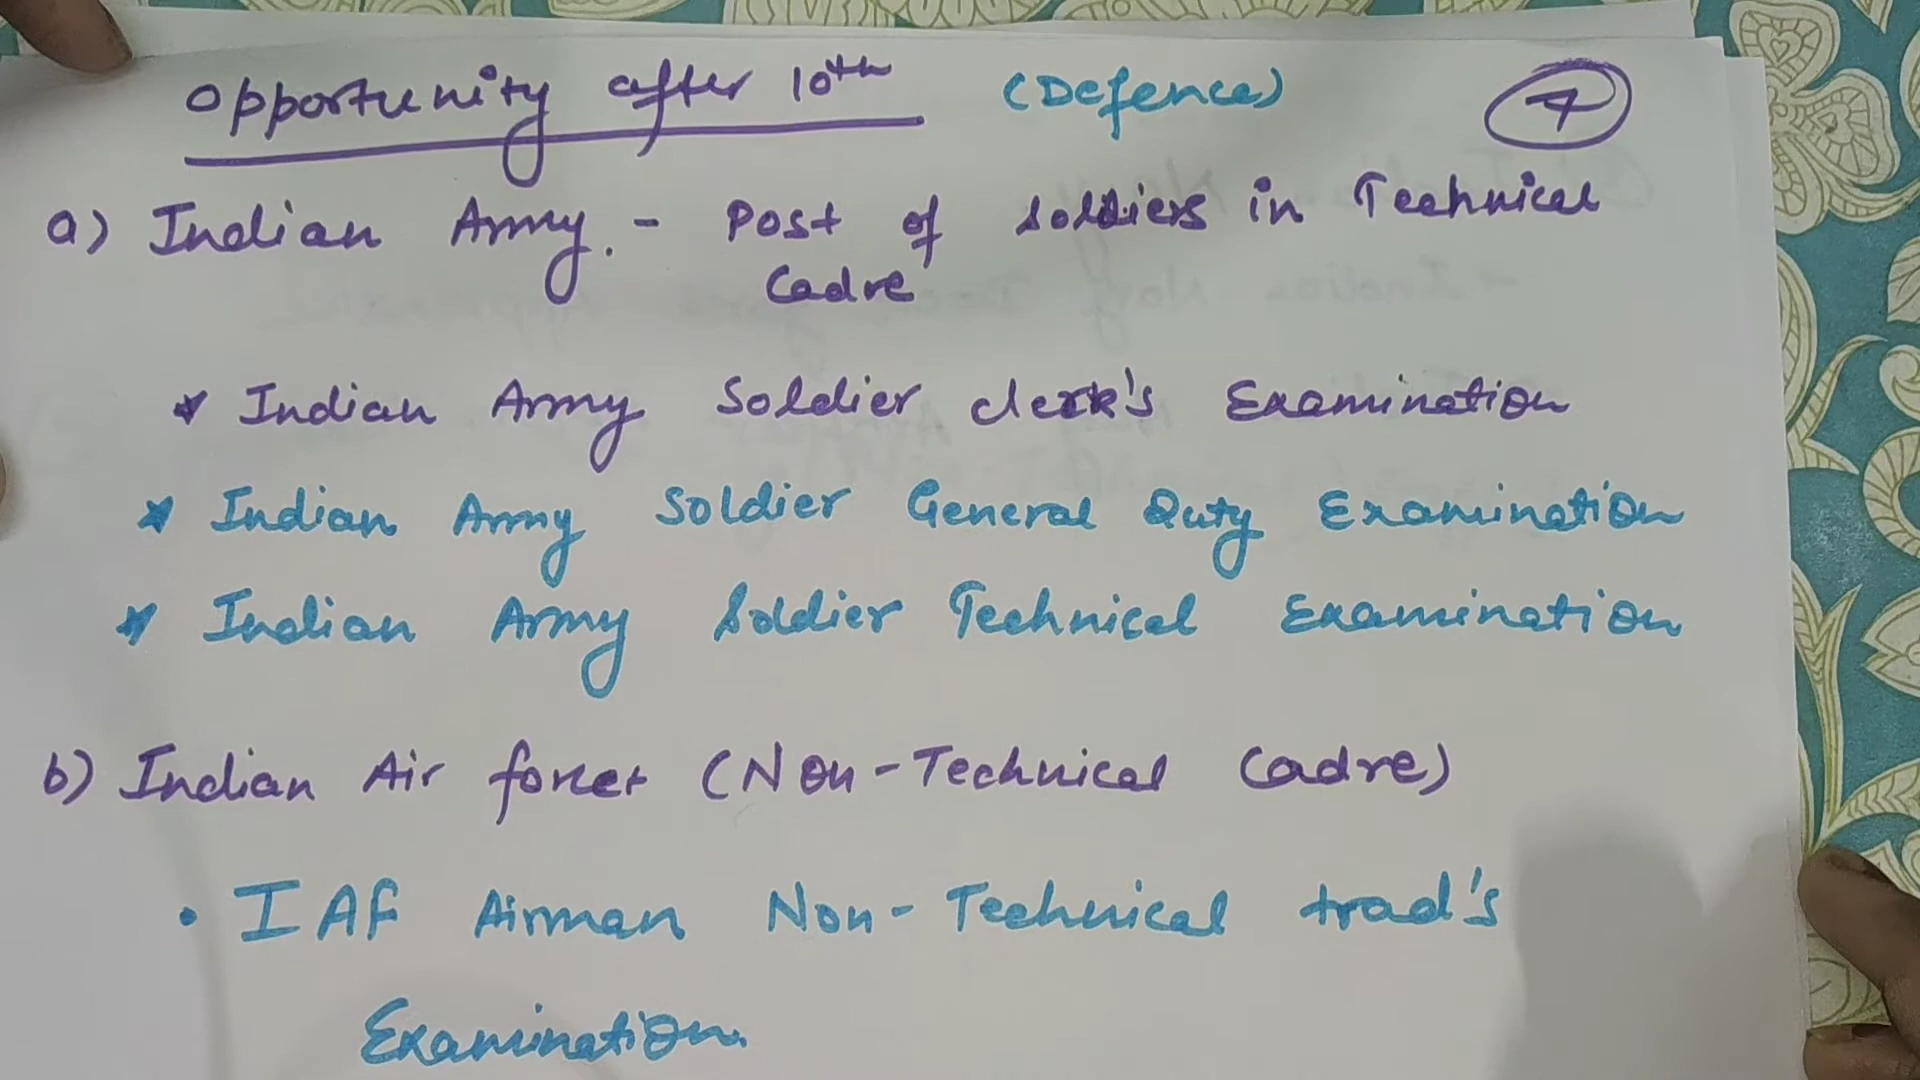 Opportunity after 10th (Defence) 7
a) Indian Army. - Post of soldiers in Technical
Cadre
* Indian Army Soldier clerk's Examination
* Indian Army Soldier General Duty Examination
* Indian Army Soldier Technical Examination
b) Indian Air forces (Non-Technical Cadre)
• IAF Airman Non-Technical trad's
Examination.